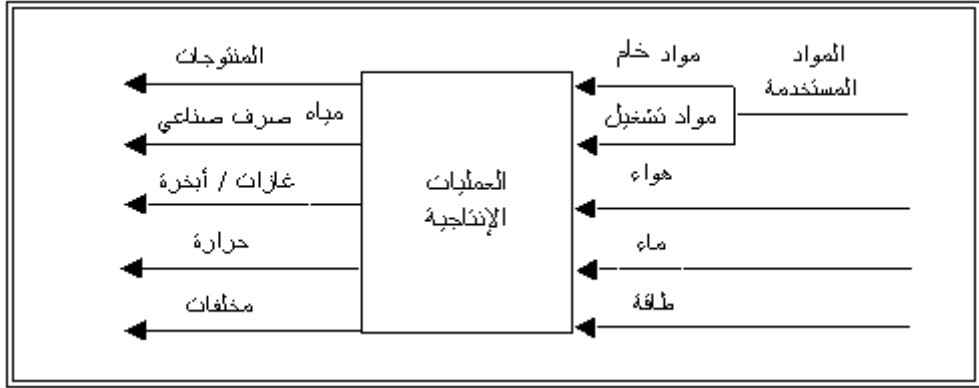 المواد
المستخدمة
مواد خام
مواد تشغيل
هواء
ماء
طاقة
العمليات
الإنتاجية
المنتوجات
مياه صرف صناعي
غازات / أبخرة
حرارة
مخلفات